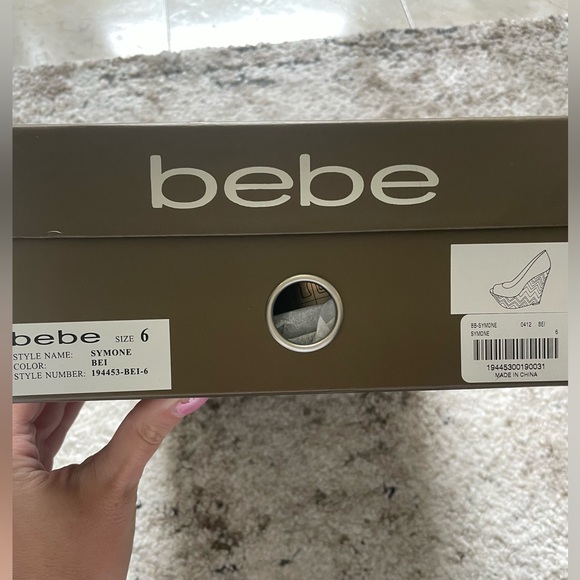 bebe
bebe SIZE 6
STYLE NAME: SYMONE
COLOR: BEI
STYLE NUMBER: 194453-BEI-6
BB-SYMONE 0412 BEI
SYMONE 6
19445300190031
MADE IN CHINA